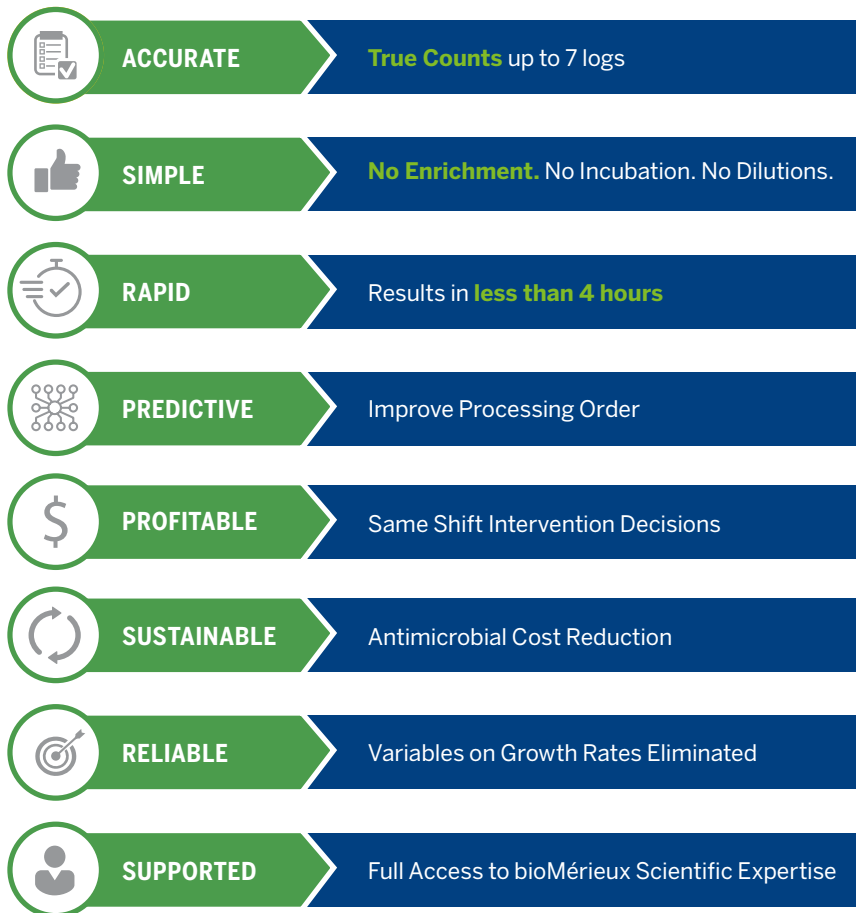 ACCURATE
True Counts up to 7 logs
SIMPLE
No Enrichment. No Incubation. No Dilutions.
RAPID
Results in less than 4 hours
PREDICTIVE
Improve Processing Order
PROFITABLE
Same Shift Intervention Decisions
SUSTAINABLE
Antimicrobial Cost Reduction
RELIABLE
Variables on Growth Rates Eliminated
SUPPORTED
Full Access to bioMérieux Scientific Expertise